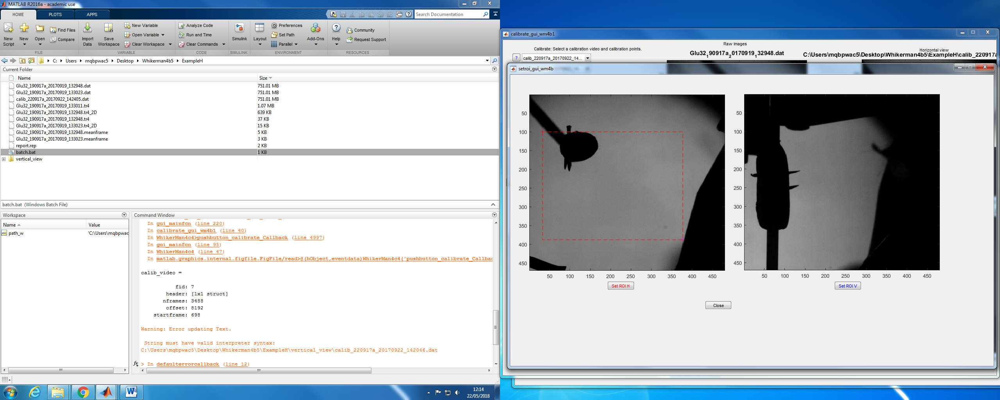 MATLAB R2016a - academic use
HOME PLOTS APPS
Search Documentation
New Script
New
Open
Find Files
Compare
Import Data
Save Workspace
New Variable
Open Variable
Clear Workspace
Analyze Code
Run and Time
Clear Commands
Simulink
Layout
Preferences
Set Path
Parallel
Add-Ons
Help
Community
Request Support
FILE VARIABLE CODE SIMULINK ENVIRONMENT RESOURCES
C: Users mqbpwac5 Desktop Whikerman4b5 ExampleH
Current Folder
Name Size
Glu32_190917a_20170919_132948.dat 751.01 MB
Glu32_190917a_20170919_133023.dat 751.01 MB
calib_220917a_20170922_142405.dat 751.01 MB
Glu32_190917a_20170919_133011.tr4 1.07 MB
Glu32_190917a_20170919_132948.tr4_2D 639 KB
Glu32_190917a_20170919_132948.tr4 37 KB
Glu32_190917a_20170919_133023.tr4_2D 15 KB
Glu32_190917a_20170919_132948.meanframe 5 KB
Glu32_190917a_20170919_133023.meanframe 3 KB
report.rep 2 KB
batch.bat 1 KB
vertical_view
batch.bat (Windows Batch File)
Workspace
Name Value
path_w 'C:\Users\mqbpwac
Command Window
In gui_mainfcn (line 220)
In calibrate_gui_wm4b1 (line 40)
In WhikerMan4c4>pushbutton_calibrate_Callback (line 4997)
In gui_mainfcn (line 95)
In WhikerMan4c4 (line 47)
In matlab.graphics.internal.figfile.FigFile/read>@(hObject,eventdata)WhikerMan4c4('pushbutton_calibrate_Callbac
calib_video =
fid: 7
header: [1x1 struct]
nframes: 3488
offset: 8192
startframe: 698
Warning: Error updating Text.
String must have valid interpreter syntax:
C:\Users\mqbpwac5\Desktop\Whikerman4b5\ExampleH\vertical_view\calib_220917a_20170922_142046.dat
fx > In defaulterrorcallback (line 12)
12:14
22/05/2018
calibrate_gui_wm4b1
Raw images
Calibrate: Select a calibration video and calibration points.
Horizontal view
Glu32_190917a_20170919_132948.dat
C:\Users\mqbpwac5\Desktop\Whikerman4b5\ExampleH\calib_220917a
? calib_220917a_20170922_14...
setroi_gui_wm4b
50
100
150
200
250
300
350
400
450
50 100 150 200 250 300 350 400 450
Set ROI H
50
100
150
200
250
300
350
400
450
50 100 150 200 250 300 350 400 450
Set ROI V
Close